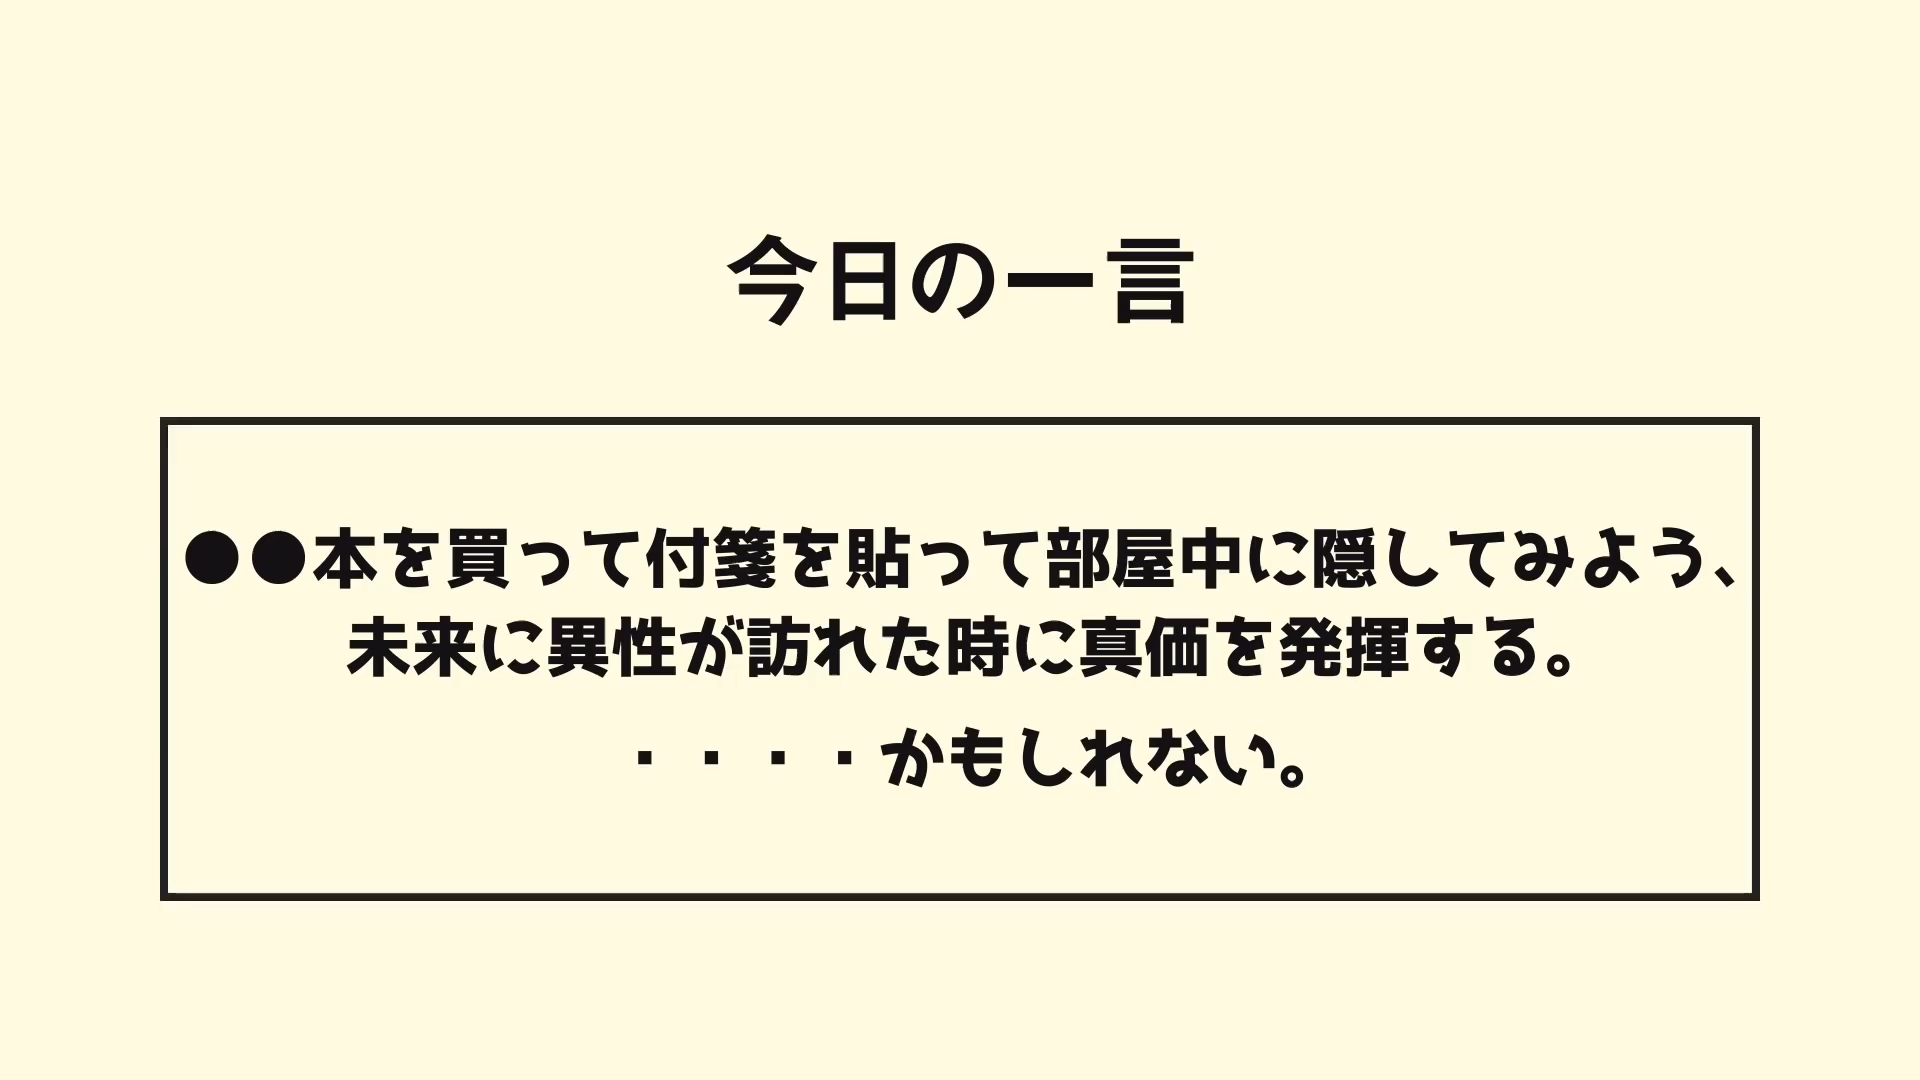 今日の一言
●●本を買って付箋を貼って部屋中に隠してみよう、
未来に異性が訪れた時に真価を発揮する。
・・・・かもしれない。